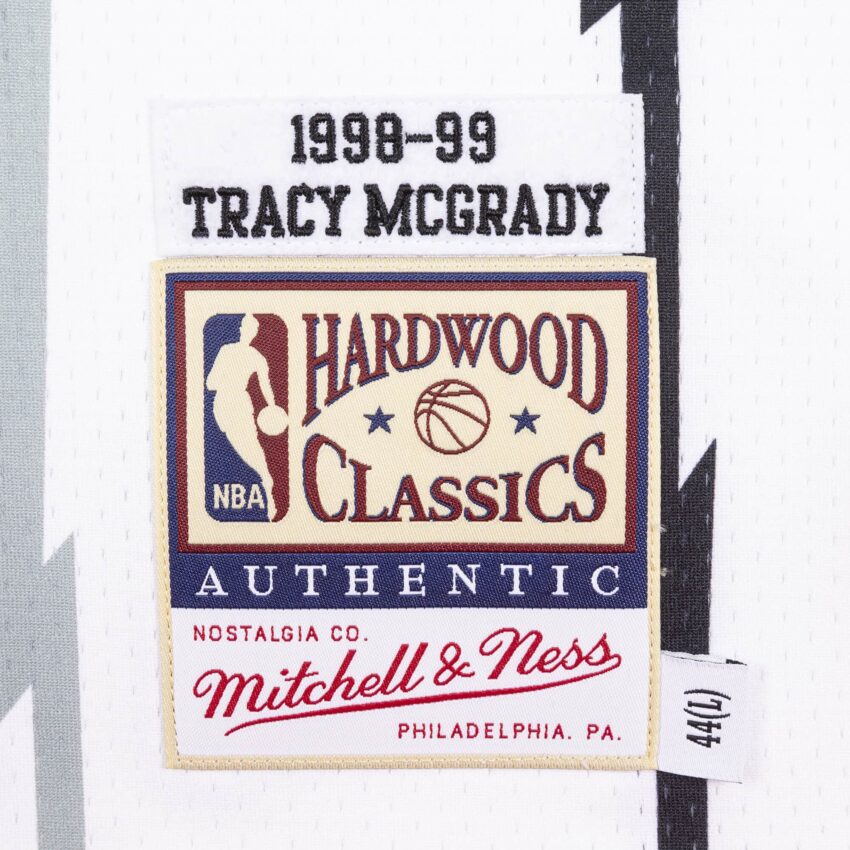 1998-99
TRACY MCGRADY
HARDWOOD
CLASSICS
NBA
AUTHENTIC
NOSTALGIA CO.
Mitchell & Ness
PHILADELPHIA, PA.
44(L)